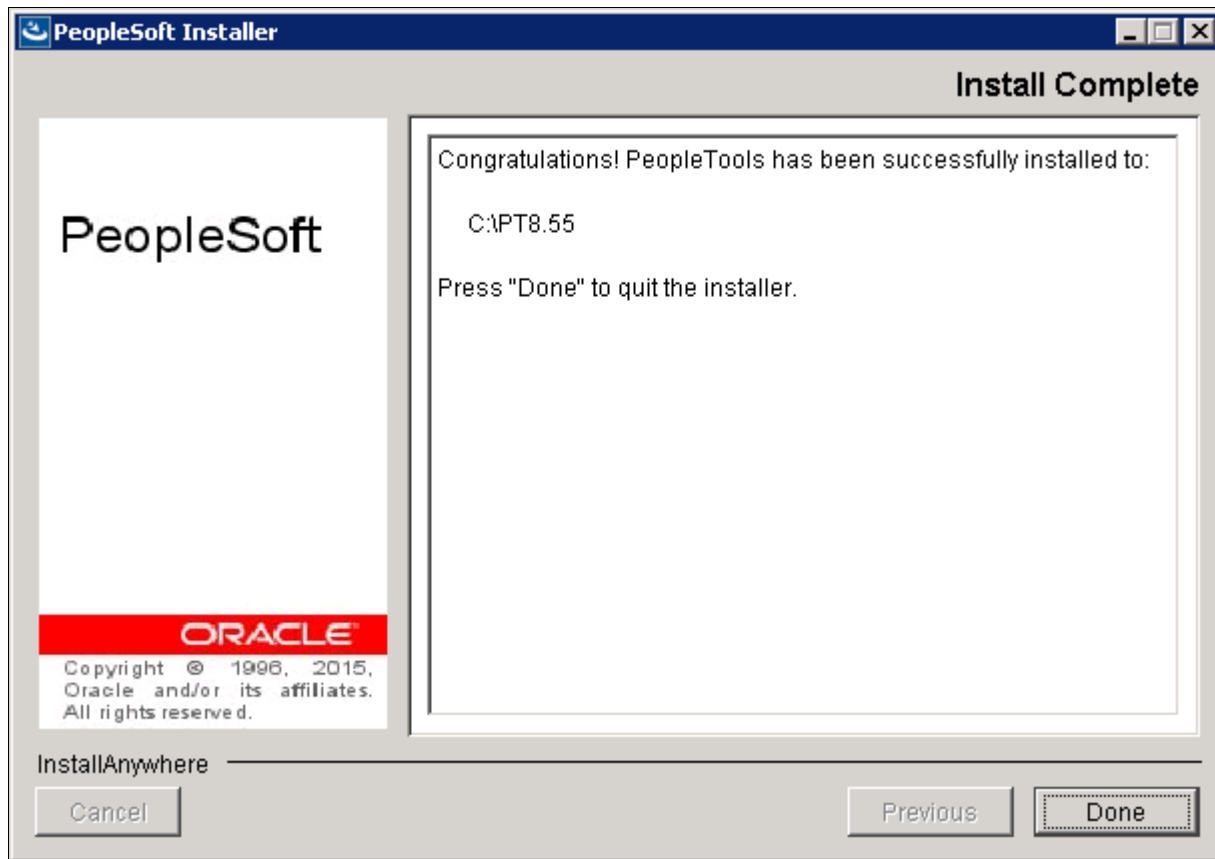 PeopleSoft Installer
Install Complete
PeopleSoft
ORACLE
Copyright © 1996, 2015,
Oracle and/or its affiliates.
All rights reserved.
Congratulations! PeopleTools has been successfully installed to:
C:\PT8.55
Press "Done" to quit the installer.
InstallAnywhere
Cancel
Previous
Done